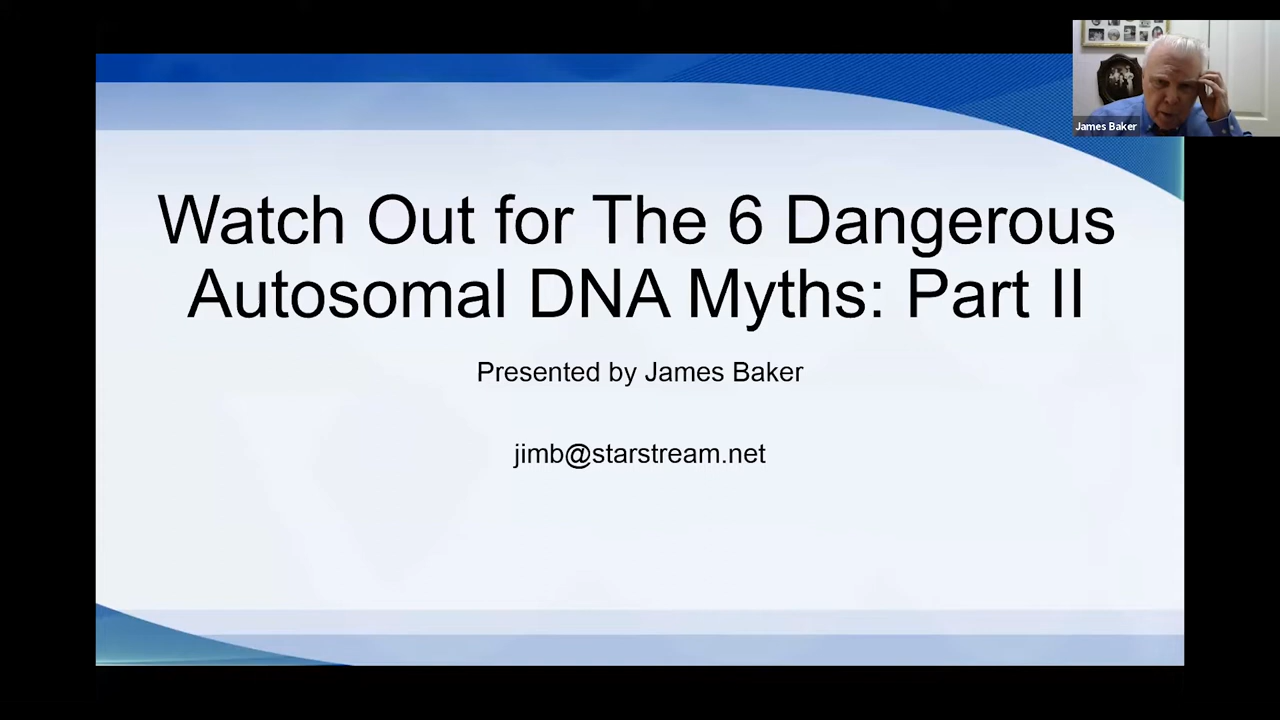 Watch Out for The 6 Dangerous
Autosomal DNA Myths: Part II
Presented by James Baker
jimb@starstream.net
James Baker